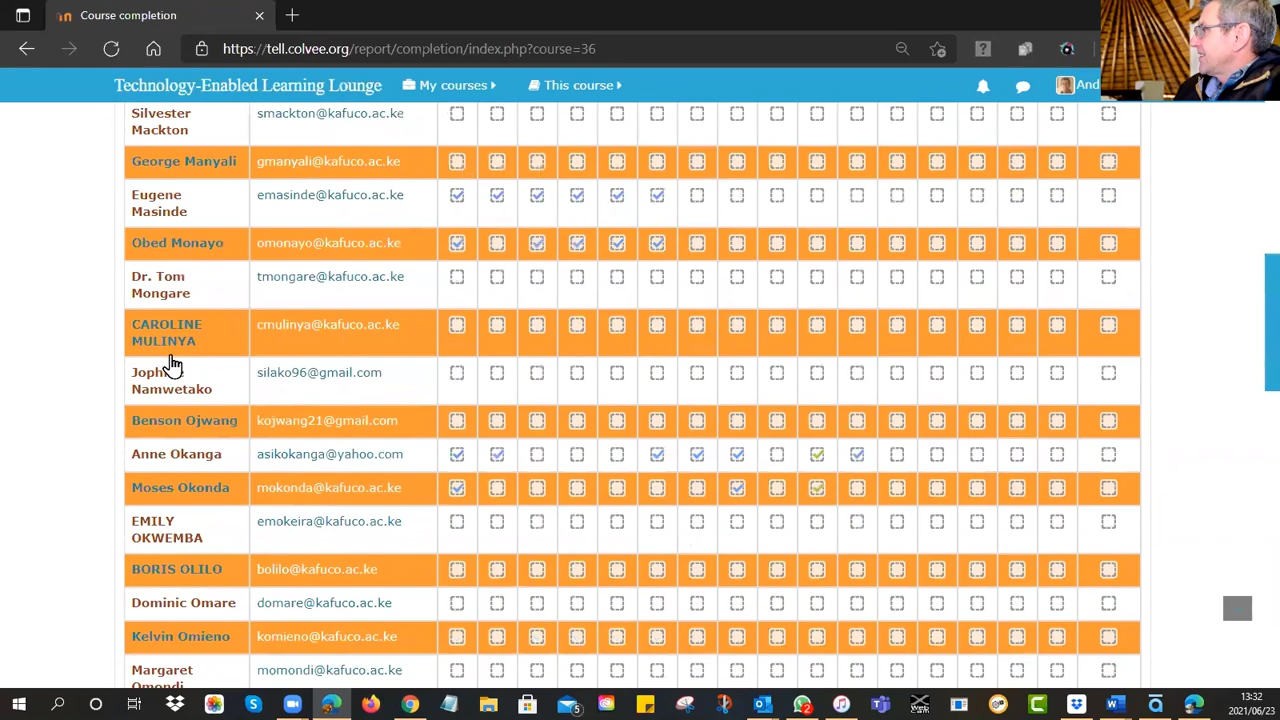 Course completion
https://tell.colvee.org/report/completion/index.php?course=36
Technology-Enabled Learning Lounge
My courses
This course
And
Silvester
Mackton
smackton@kafuco.ac.ke
George Manyali
gmanyali@kafuco.ac.ke
Eugene
Masinde
emasinde@kafuco.ac.ke
Obed Monayo
omonayo@kafuco.ac.ke
Dr. Tom
Mongare
tmongare@kafuco.ac.ke
CAROLINE
MULINYA
cmulinya@kafuco.ac.ke
Namwetako
silako96@gmail.com
Benson Ojwang
kojwang21@gmail.com
Anne Okanga
asikokanga@yahoo.com
Moses Okonda
mokonda@kafuco.ac.ke
EMILY
OKWEMBA
emokeira@kafuco.ac.ke
BORIS OLILO
bolilo@kafuco.ac.ke
Dominic Omare
domare@kafuco.ac.ke
Kelvin Omieno
komieno@kafuco.ac.ke
Margaret
Omondi
momondi@kafuco.ac.ke
13:32
2021/06/23